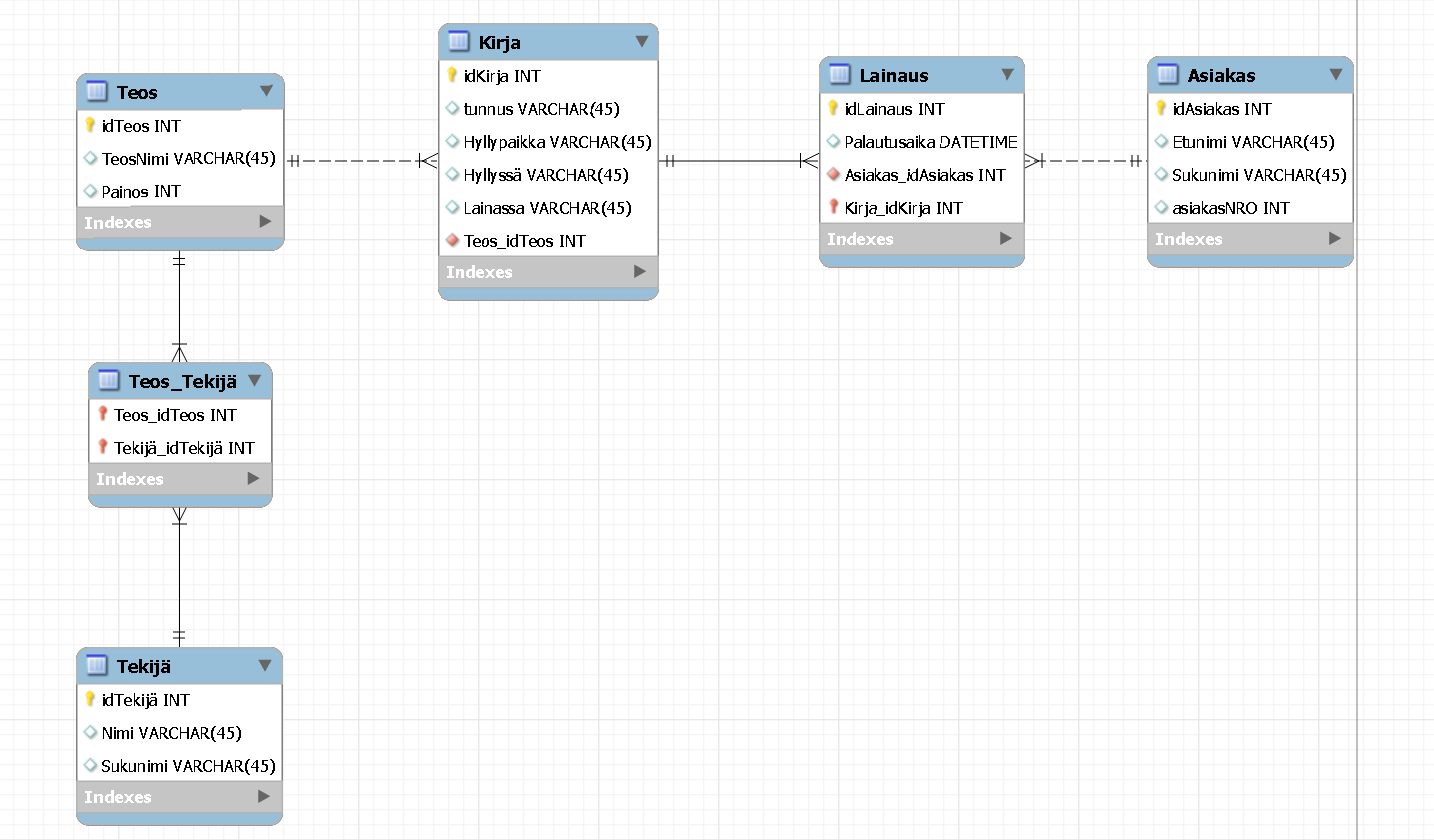 Teos
idTeos INT
TeosNimi VARCHAR(45)
Painos INT
Indexes
Kirja
idKirja INT
tunnus VARCHAR(45)
Hyllypaikka VARCHAR(45)
Hyllyssä VARCHAR(45)
Lainassa VARCHAR(45)
Teos_idTeos INT
Indexes
Lainaus
idLainaus INT
Palautusaika DATETIME
Asiakas_idAsiakas INT
Kirja_idKirja INT
Indexes
Asiakas
idAsiakas INT
Etunimi VARCHAR(45)
Sukunimi VARCHAR(45)
asiakasNRO INT
Indexes
Teos_Tekijä
Teos_idTeos INT
Tekijä_idTekijä INT
Indexes
Tekijä
idTekijä INT
Nimi VARCHAR(45)
Sukunimi VARCHAR(45)
Indexes